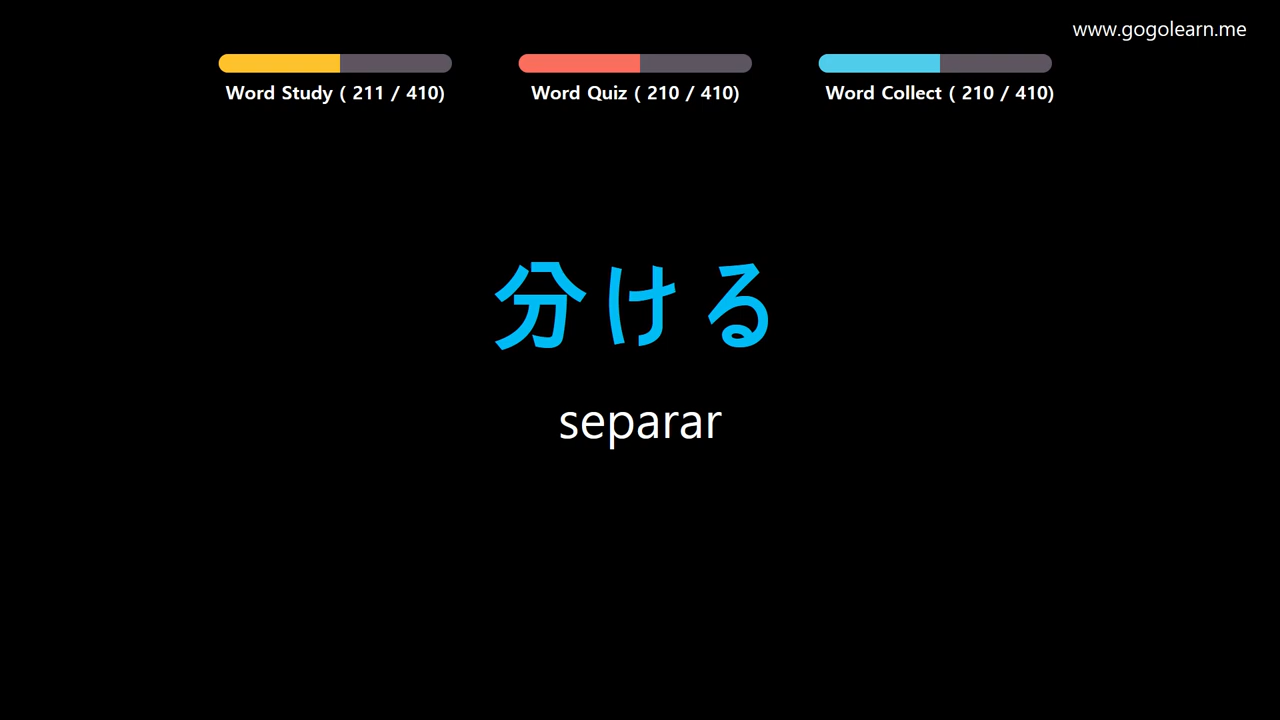 www.gogolearn.me
Word Study ( 211 / 410)
Word Quiz ( 210 / 410)
Word Collect ( 210 / 410)
分ける
separar